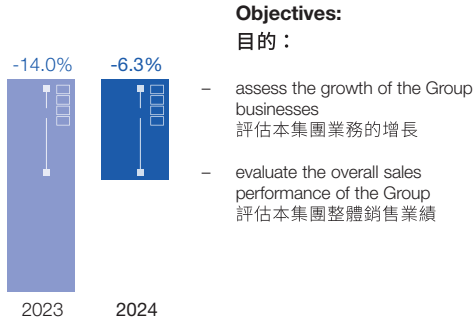 Objectives:
目的：
-14.0%
-6.3%
– assess the growth of the Group
businesses
評估本集團業務的增長
– evaluate the overall sales
performance of the Group
評估本集團整體銷售業績
2023
2024